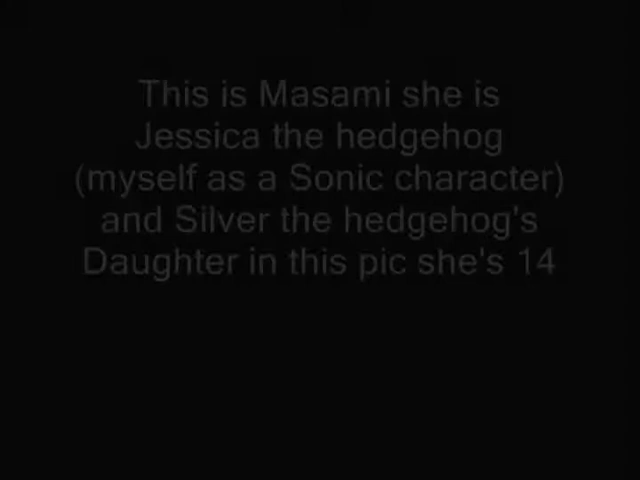 This is Masami she is
Jessica the hedgehog
(myself as a Sonic character)
and Silver the hedgehog's
Daughter in this pic she's 14